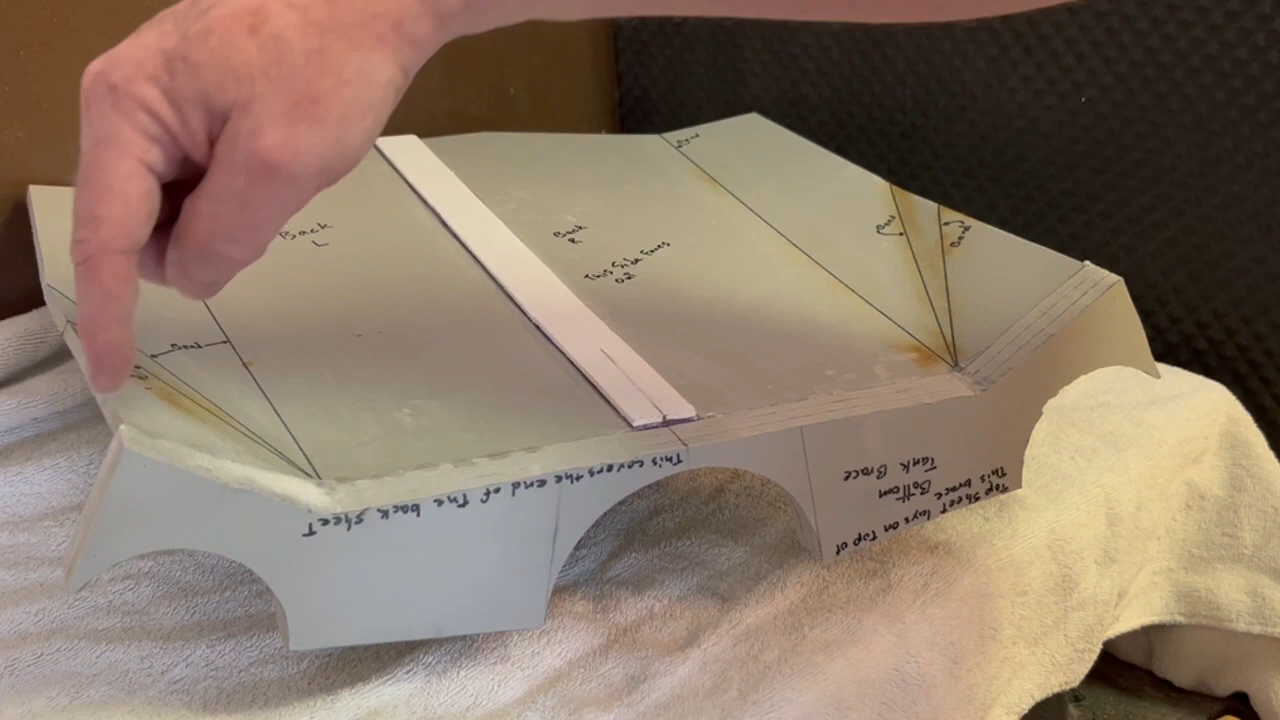 Bend
Back
L
Back
R
This Side Faces
out
Bend
Bend
Bend
This covers the end of the back sheet
Top sheet lays on top of
This brace
Bottom
Tank Brace